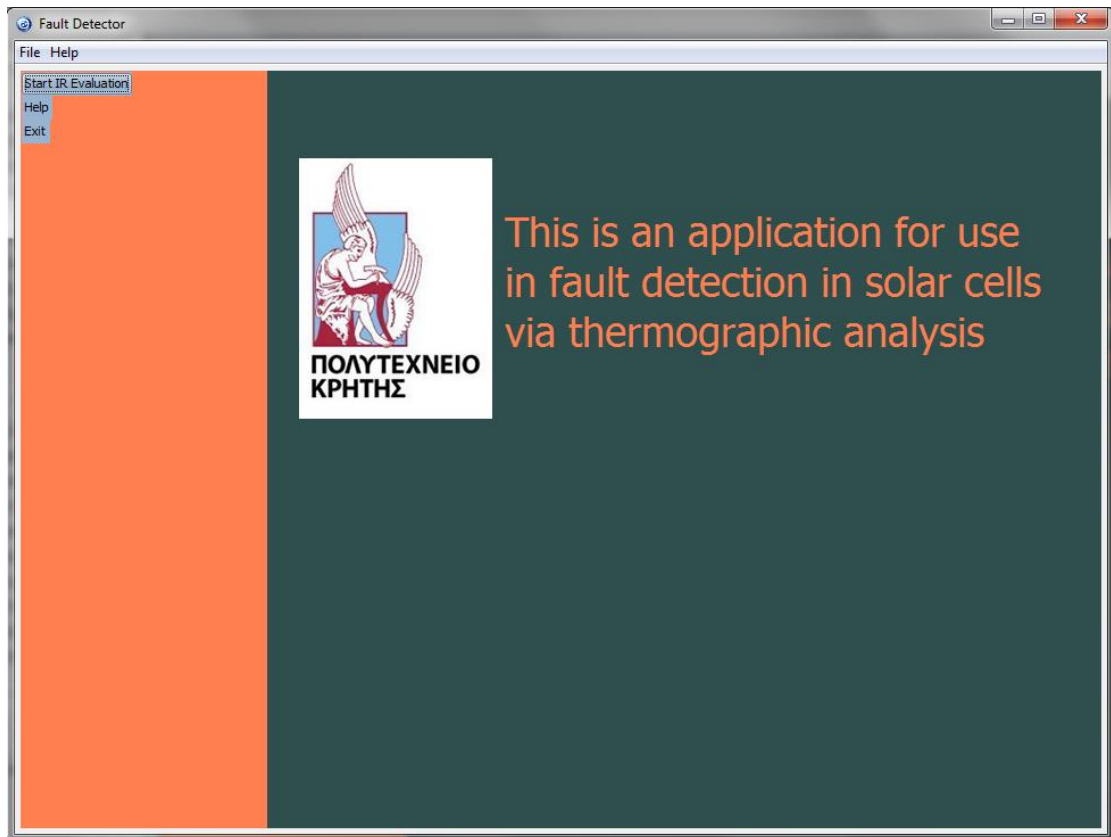 Fault Detector
File Help
Start IR Evaluation
Help
Exit
This is an application for use
in fault detection in solar cells
via thermographic analysis
ΠΟΛΥΤΕΧΝΕΙΟ
ΚΡΗΤΗΣ